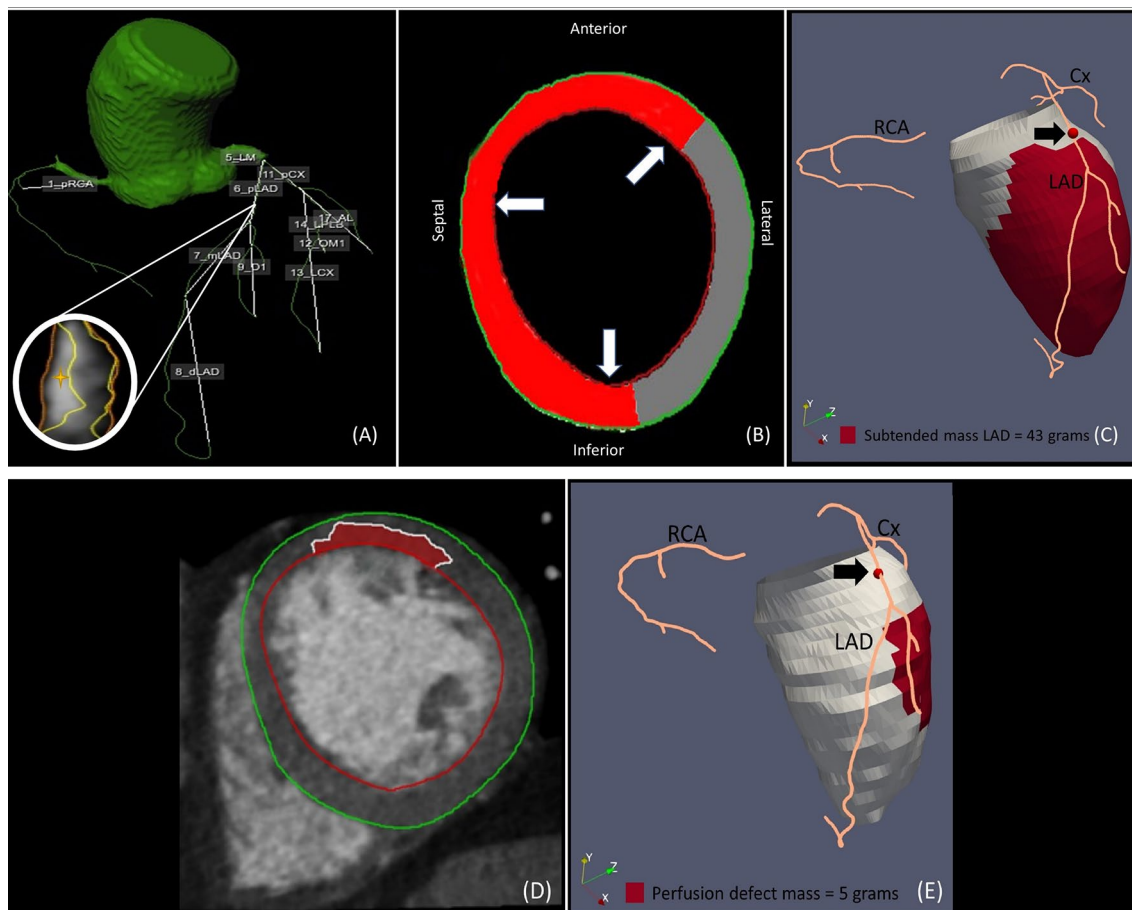 5_LM
11_pCX
1_pRCA
6_pLAD
17_AL
14_LPLB
12_OM1
7_mLAD
9_D1
13_LCX
8_dLAD
(A)
Anterior
Septal
Lateral
Inferior
(B)
Cx
RCA
LAD
Y
Z
X
Subtended mass LAD = 43 grams
(C)
(D)
RCA
Cx
LAD
Y
Z
X
Perfusion defect mass = 5 grams
(E)